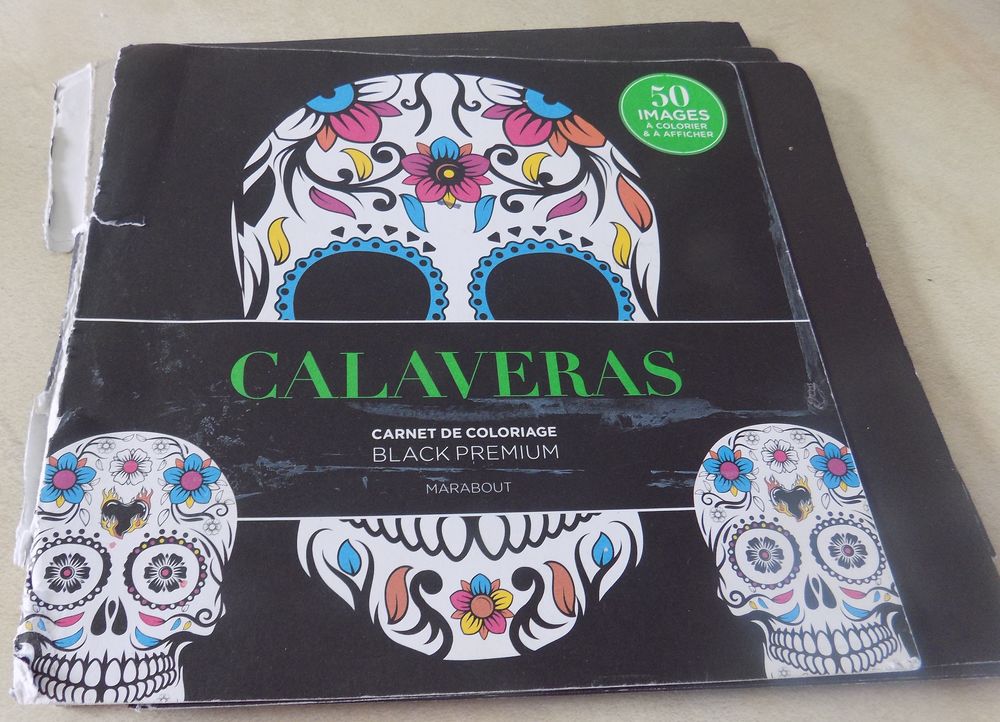 50
IMAGES
À COLORIER
& À AFFICHER
CALAVERAS
CARNET DE COLORIAGE
BLACK PREMIUM
MARABOUT